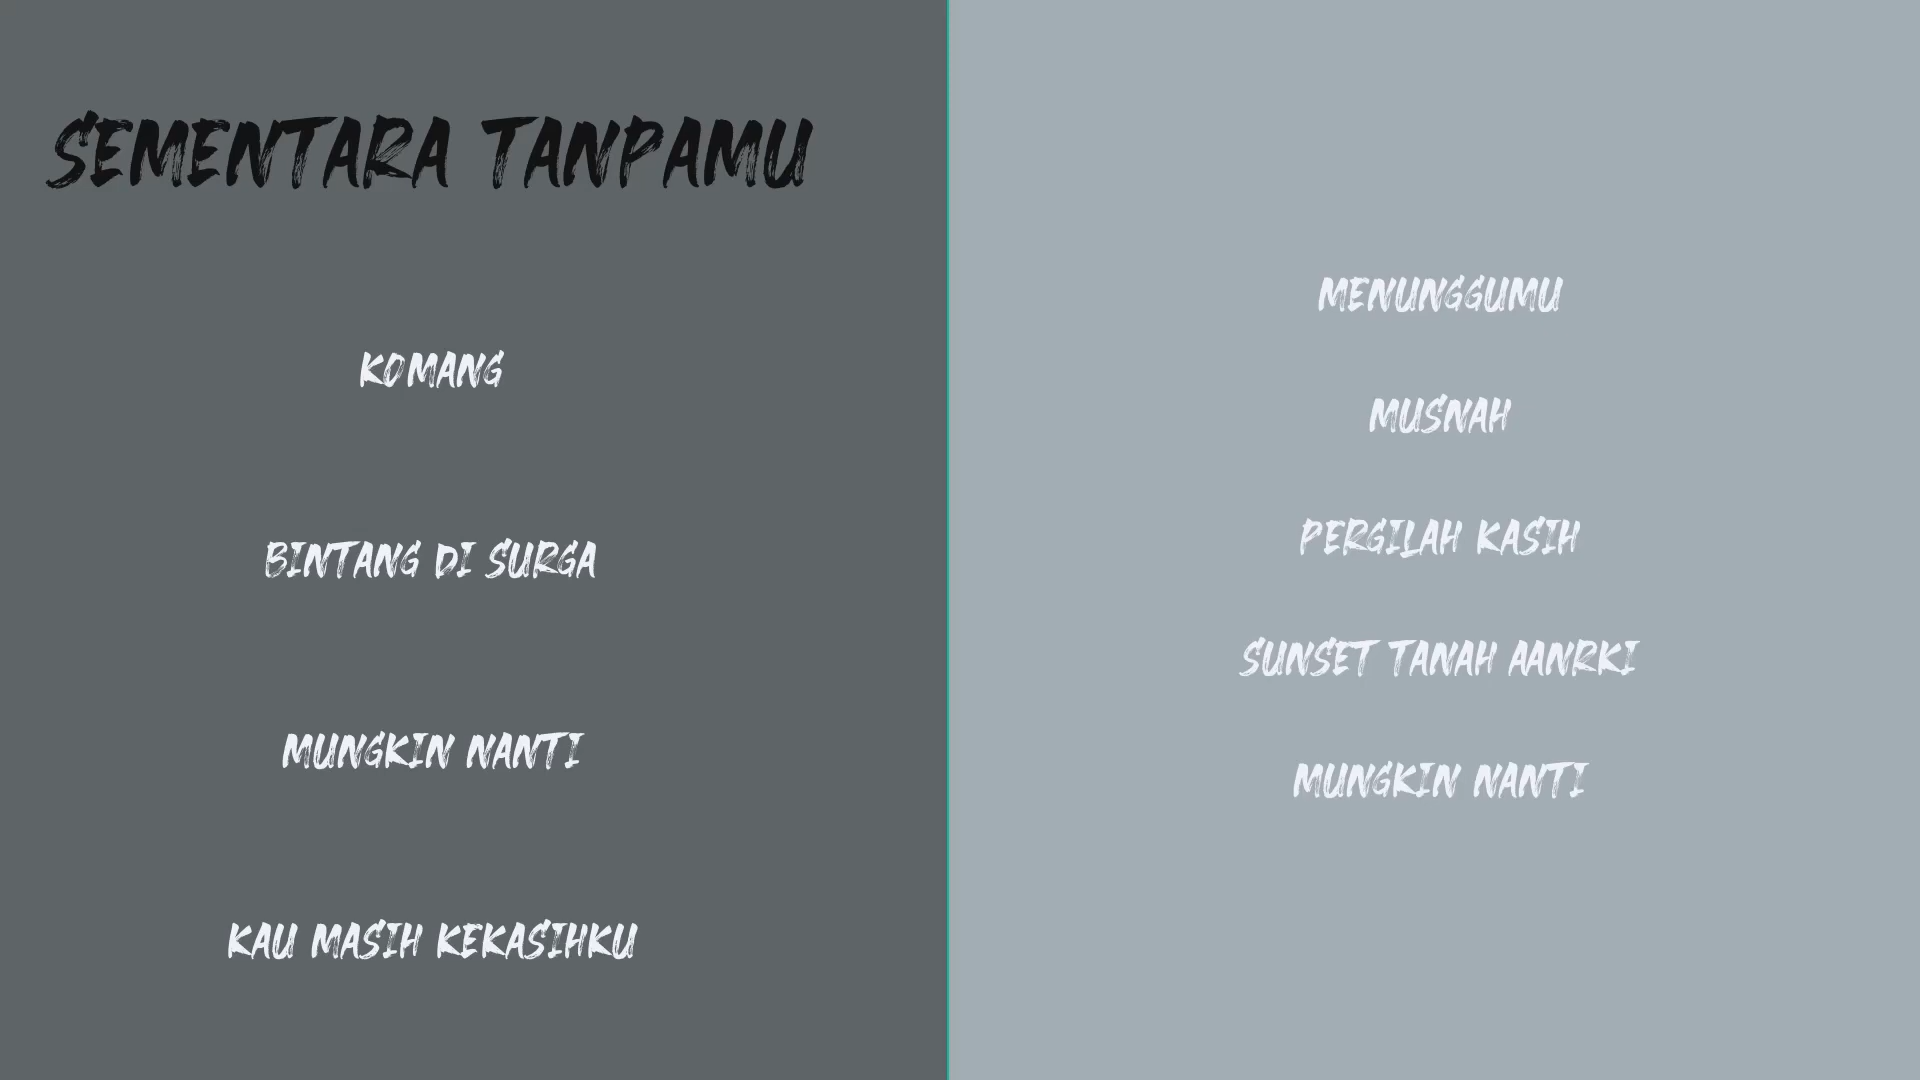 SEMENTARA TANPAMU
KOMANG
BINTANG DI SURGA
MUNGKIN NANTI
KAU MASIH KEKASIHKU
MENUNGGUMU
MUSNAH
PERGILAH KASIH
SUNSET TANAH AANRKI
MUNGKIN NANTI